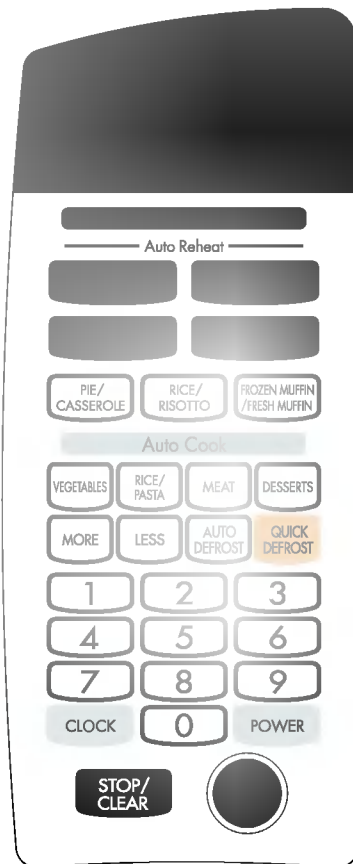 Auto Reheat
PIE/
CASSEROLE
RICE/
RISOTTO
FROZEN MUFFIN
/FRESH MUFFIN
Auto Cook
VEGETABLES
RICE/
PASTA
MEAT
DESSERTS
MORE
LESS
AUTO
DEFROST
QUICK
DEFROST
1 2 3
4 5 6
7 8 9
CLOCK 0 POWER
STOP/
CLEAR